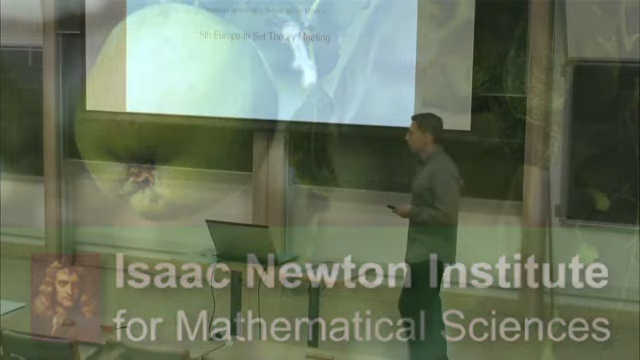 5th European Set Theory Meeting
Isaac Newton Institute
for Mathematical Sciences